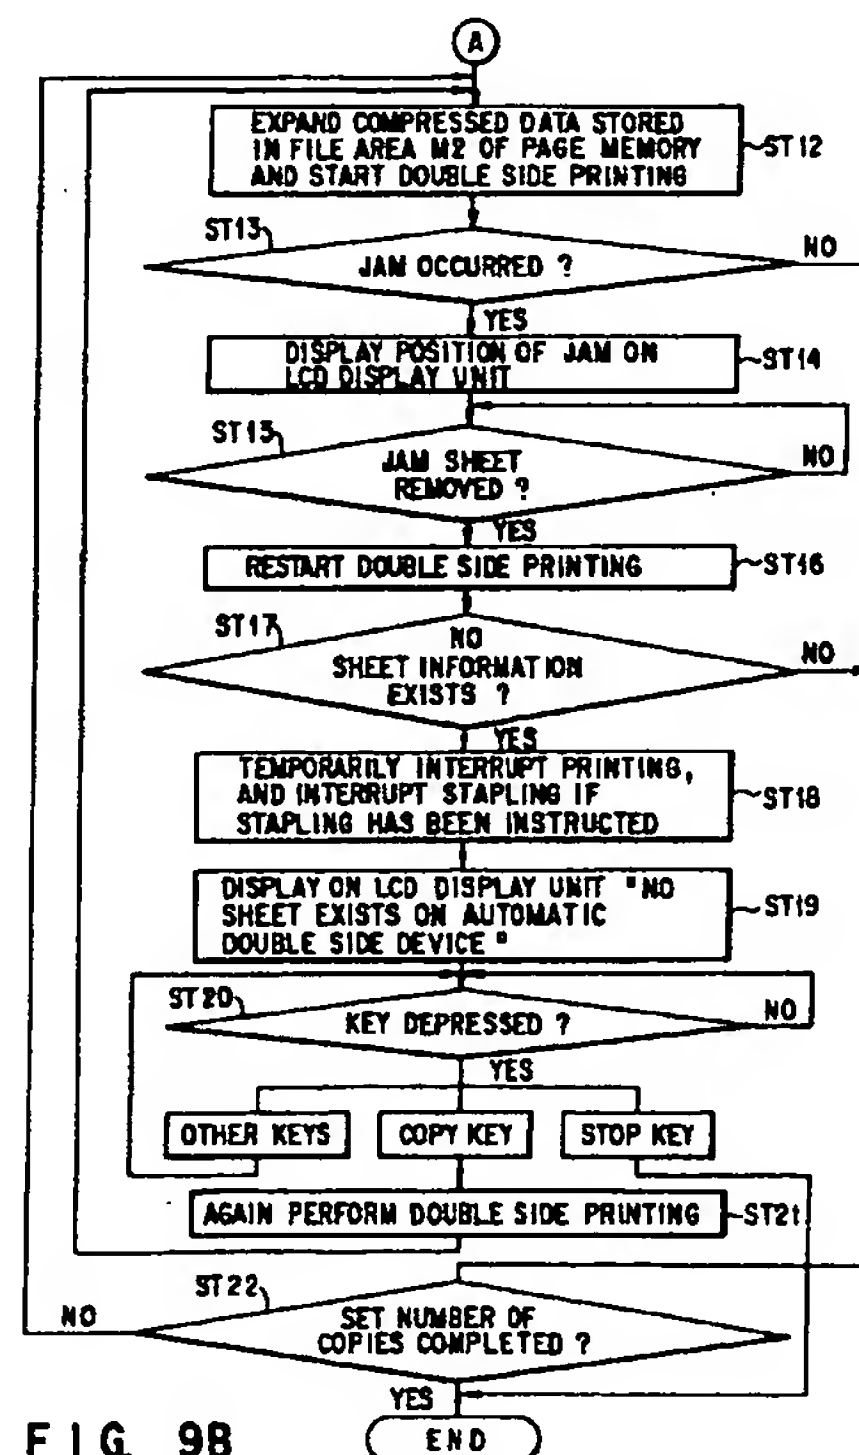 A
EXPAND COMPRESSED DATA STORED
IN FILE AREA M2 OF PAGE MEMORY
AND START DOUBLE SIDE PRINTING
ST12
ST13
JAM OCCURRED ?
NO
YES
DISPLAY POSITION OF JAM ON
LCD DISPLAY UNIT
ST14
ST15
JAM SHEET
REMOVED ?
NO
YES
RESTART DOUBLE SIDE PRINTING
ST16
ST17
NO
SHEET INFORMATION
EXISTS ?
NO
YES
TEMPORARILY INTERRUPT PRINTING,
AND INTERRUPT STAPLING IF
STAPLING HAS BEEN INSTRUCTED
ST18
DISPLAY ON LCD DISPLAY UNIT "NO
SHEET EXISTS ON AUTOMATIC
DOUBLE SIDE DEVICE"
ST19
ST20
KEY DEPRESSED ?
NO
YES
OTHER KEYS
COPY KEY
STOP KEY
AGAIN PERFORM DOUBLE SIDE PRINTING
ST21
ST22
SET NUMBER OF
COPIES COMPLETED ?
NO
YES
END
FIG. 9B